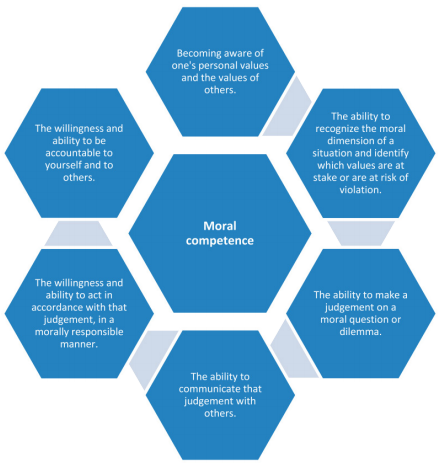 Becoming aware of
one's personal values
and the values of
others.
The ability to
recognize the moral
dimension of a
situation and identify
which values are at
stake or are at risk of
violation.
The ability to make a
judgement on a
moral question or
dilemma.
The ability to
communicate that
judgement with
others.
The willingness and
ability to act in
accordance with that
judgement, in a
morally responsible
manner.
The willingness and
ability to be
accountable to
yourself and to
others.
Moral
competence